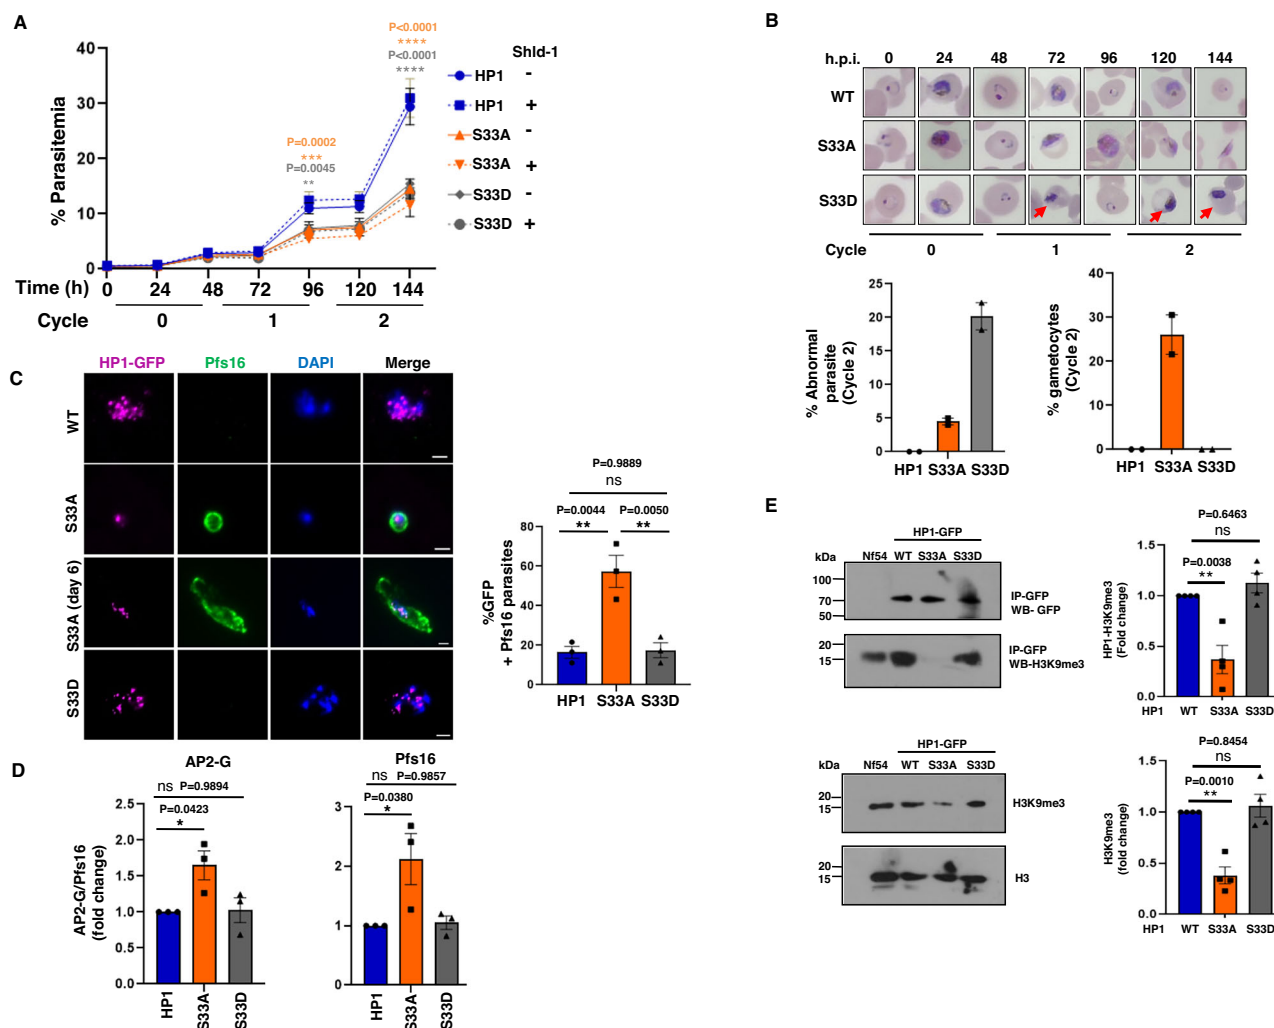 A
P<0.0001
****
P<0.0001
****
Shld-1
HP1 -
HP1 +
S33A -
S33A +
S33D -
S33D +
P=0.0002
***
P=0.0045
**
% Parasitemia
40
30
20
10
0
Time (h) 0 24 48 72 96 120 144
Cycle 0 1 2
B
h.p.i. 0 24 48 72 96 120 144
WT
S33A
S33D
Cycle 0 1 2
% Abnormal parasite
(Cycle 2)
25
20
15
10
5
0
HP1 S33A S33D
% gametocytes
(Cycle 2)
40
30
20
10
0
HP1 S33A S33D
C
HP1-GFP Pfs16 DAPI Merge
WT
S33A
S33A (day 6)
S33D
P=0.9889
ns
P=0.0044 P=0.0050
** **
%GFP
+ Pfs16 parasites
80
60
40
20
0
HP1 S33A S33D
D
AP2-G
ns P=0.9894
P=0.0423
*
AP2-G/Pfs16
(fold change)
2.5
2.0
1.5
1.0
0.5
0.0
HP1 S33A S33D
Pfs16
ns P=0.9857
P=0.0380
*
3
2
1
0
HP1 S33A S33D
E
HP1-GFP
kDa Nf54 WT S33A S33D
100
70
50
IP-GFP
WB- GFP
20
15
IP-GFP
WB-H3K9me3
P=0.6463
ns
P=0.0038
**
HP1-H3K9me3
(Fold change)
1.5
1.0
0.5
0.0
HP1 WT S33A S33D
HP1-GFP
kDa Nf54 WT S33A S33D
20
15
H3K9me3
20
15
H3
P=0.8454
ns
P=0.0010
**
H3K9me3
(fold change)
1.5
1.0
0.5
0.0
HP1 WT S33A S33D